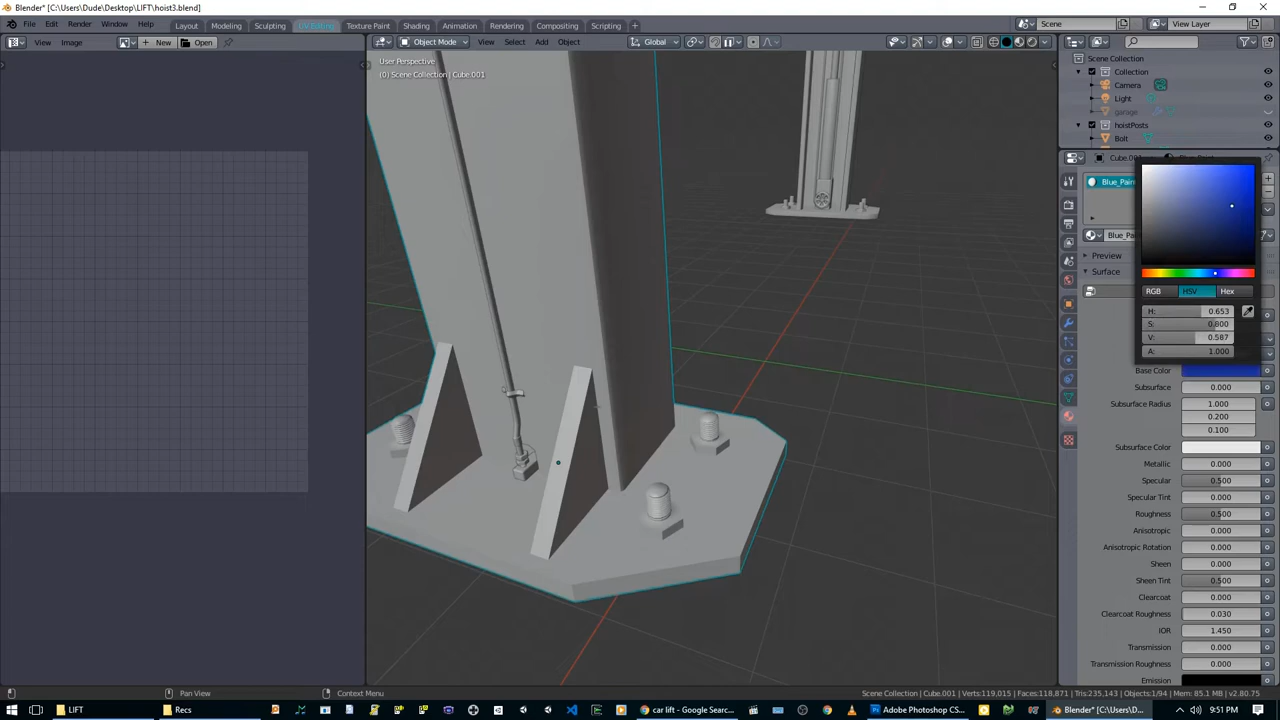 Blender* [C:\Users\Dude\Desktop\LIFT\hoist3.blend]
File Edit Render Window Help Layout Modeling Sculpting UV Editing Texture Paint Shading Animation Rendering Compositing Scripting + Scene View Layer
View Image New Open Object Mode View Select Add Object Global
User Perspective
(0) Scene Collection | Cube.001
Scene Collection
Collection
Camera
Light
garage
hoistPosts
Bolt
Cube.001
Blue_Pain
Blue_Pa
Preview
Surface
RGB HSV Hex
H: 0.653
S: 0.800
V: 0.587
A: 1.000
Base Color
Subsurface 0.000
Subsurface Radius 1.000
0.200
0.100
Subsurface Color
Metallic 0.000
Specular 0.500
Specular Tint 0.000
Roughness 0.500
Anisotropic 0.000
Anisotropic Rotation 0.000
Sheen 0.000
Sheen Tint 0.500
Clearcoat 0.000
Clearcoat Roughness 0.030
IOR 1.450
Transmission 0.000
Transmission Roughness 0.000
Emission
Pan View Context Menu Scene Collection | Cube.001 | Verts:119,015 | Faces:118,871 | Tris:235,143 | Objects:1/94 | Mem: 85.1 MB | v2.80.75
LIFT Recs car lift - Google Searc... Adobe Photoshop CS... Blender* [C:\Users\D... 9:51 PM